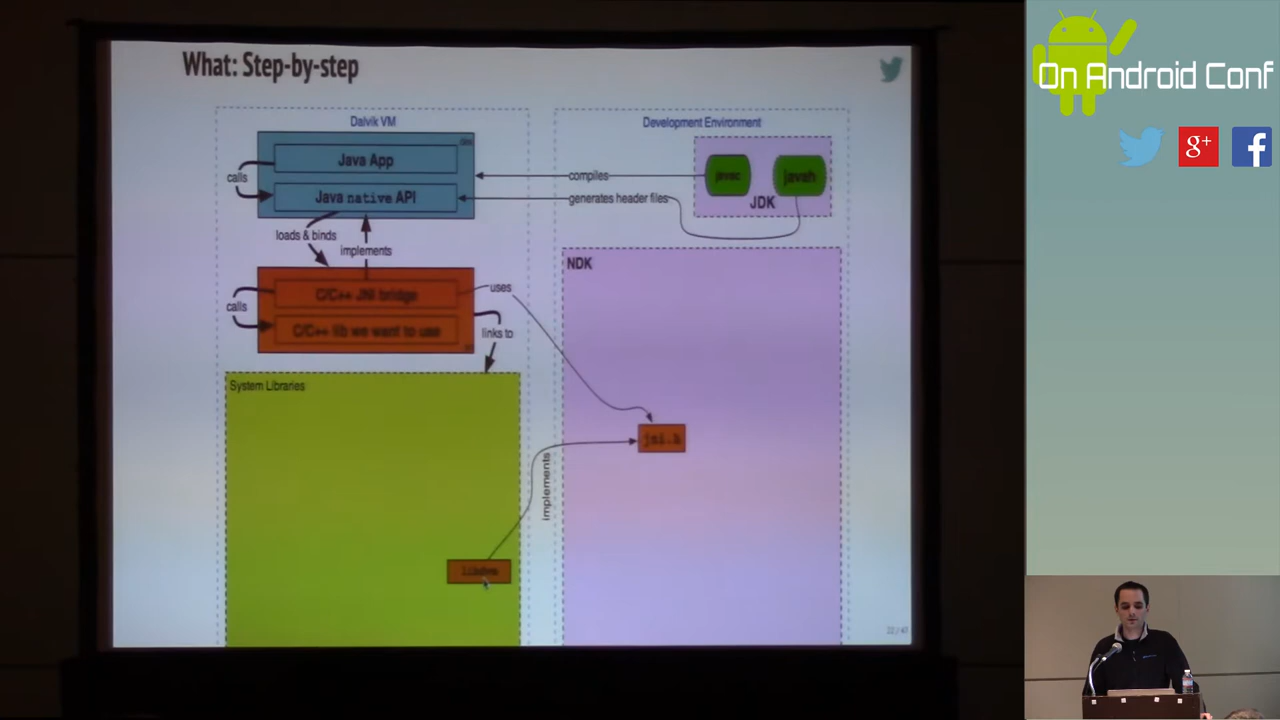 What: Step-by-step
Dalvik VM
Development Environment
dex
Java App
calls
Java native API
compiles
generates header files
javac
javah
JDK
loads & binds
implements
NDK
C/C++ JNI bridge
calls
C/C++ lib we want to use
uses
links to
System Libraries
jni.h
implements
libdvm
On Android Conf
g+
f